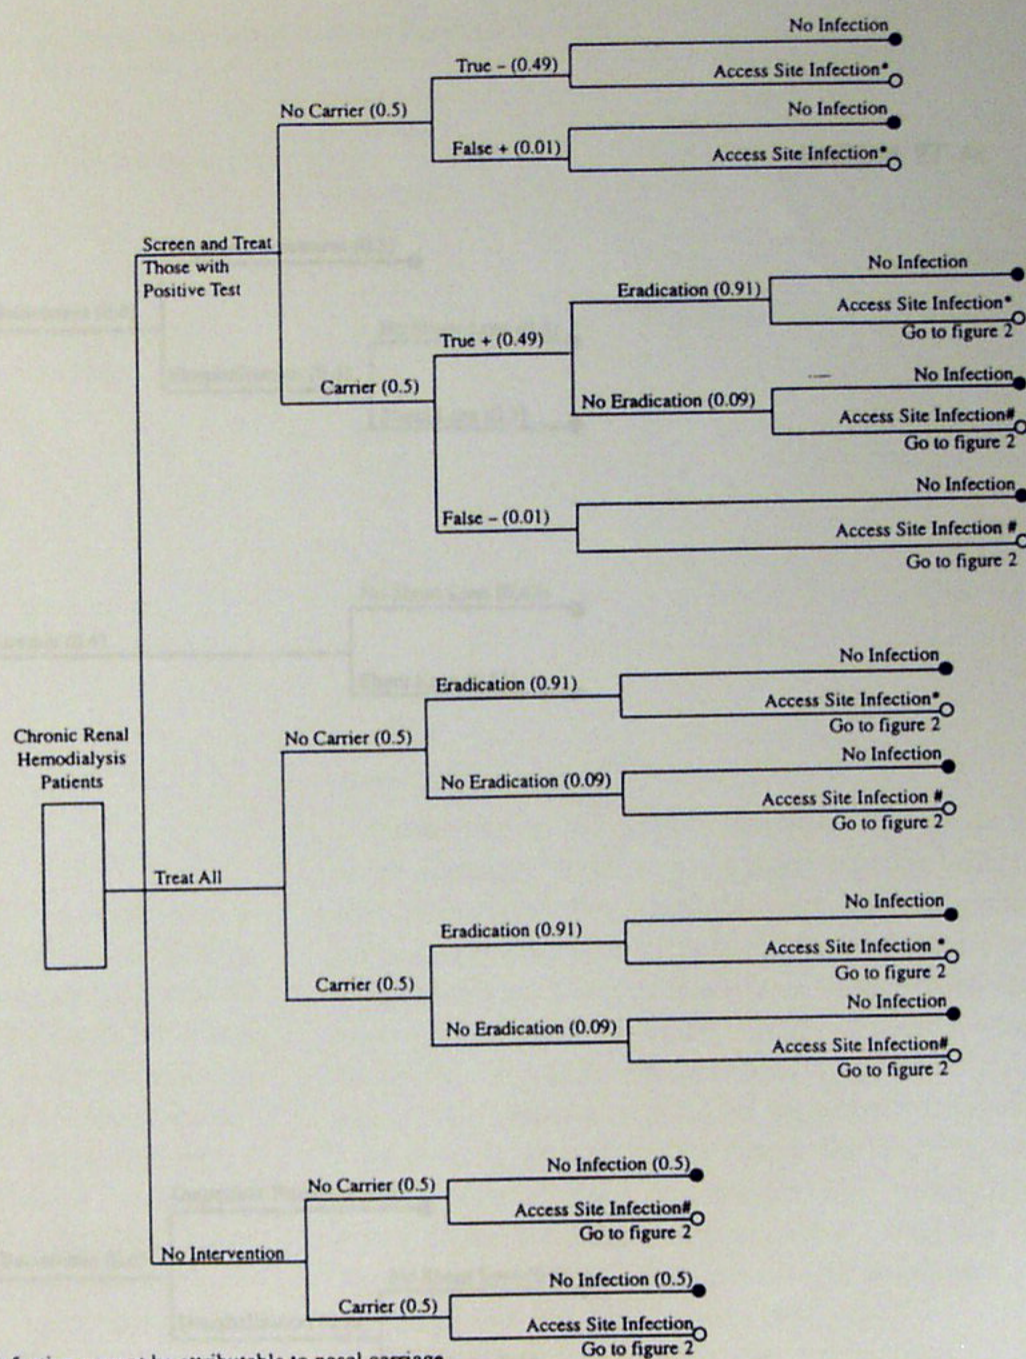 No Infection
True – (0.49)
Access Site Infection*
No Carrier (0.5)
No Infection
False + (0.01)
Access Site Infection*
Screen and Treat
Those with
Positive Test
No Infection
Eradication (0.91)
Access Site Infection*
Go to figure 2
True + (0.49)
No Infection
Carrier (0.5)
No Eradication (0.09)
Access Site Infection#
Go to figure 2
No Infection
False – (0.01)
Access Site Infection #
Go to figure 2
No Infection
Eradication (0.91)
Access Site Infection*
Go to figure 2
Chronic Renal
Hemodialysis
Patients
No Carrier (0.5)
No Infection
No Eradication (0.09)
Access Site Infection #
Go to figure 2
Treat All
No Infection
Eradication (0.91)
Access Site Infection *
Go to figure 2
Carrier (0.5)
No Infection
No Eradication (0.09)
Access Site Infection#
Go to figure 2
No Infection (0.5)
No Carrier (0.5)
Access Site Infection#
Go to figure 2
No Intervention
No Infection (0.5)
Carrier (0.5)
Access Site Infection
Go to figure 2
attributable to nasal carriage